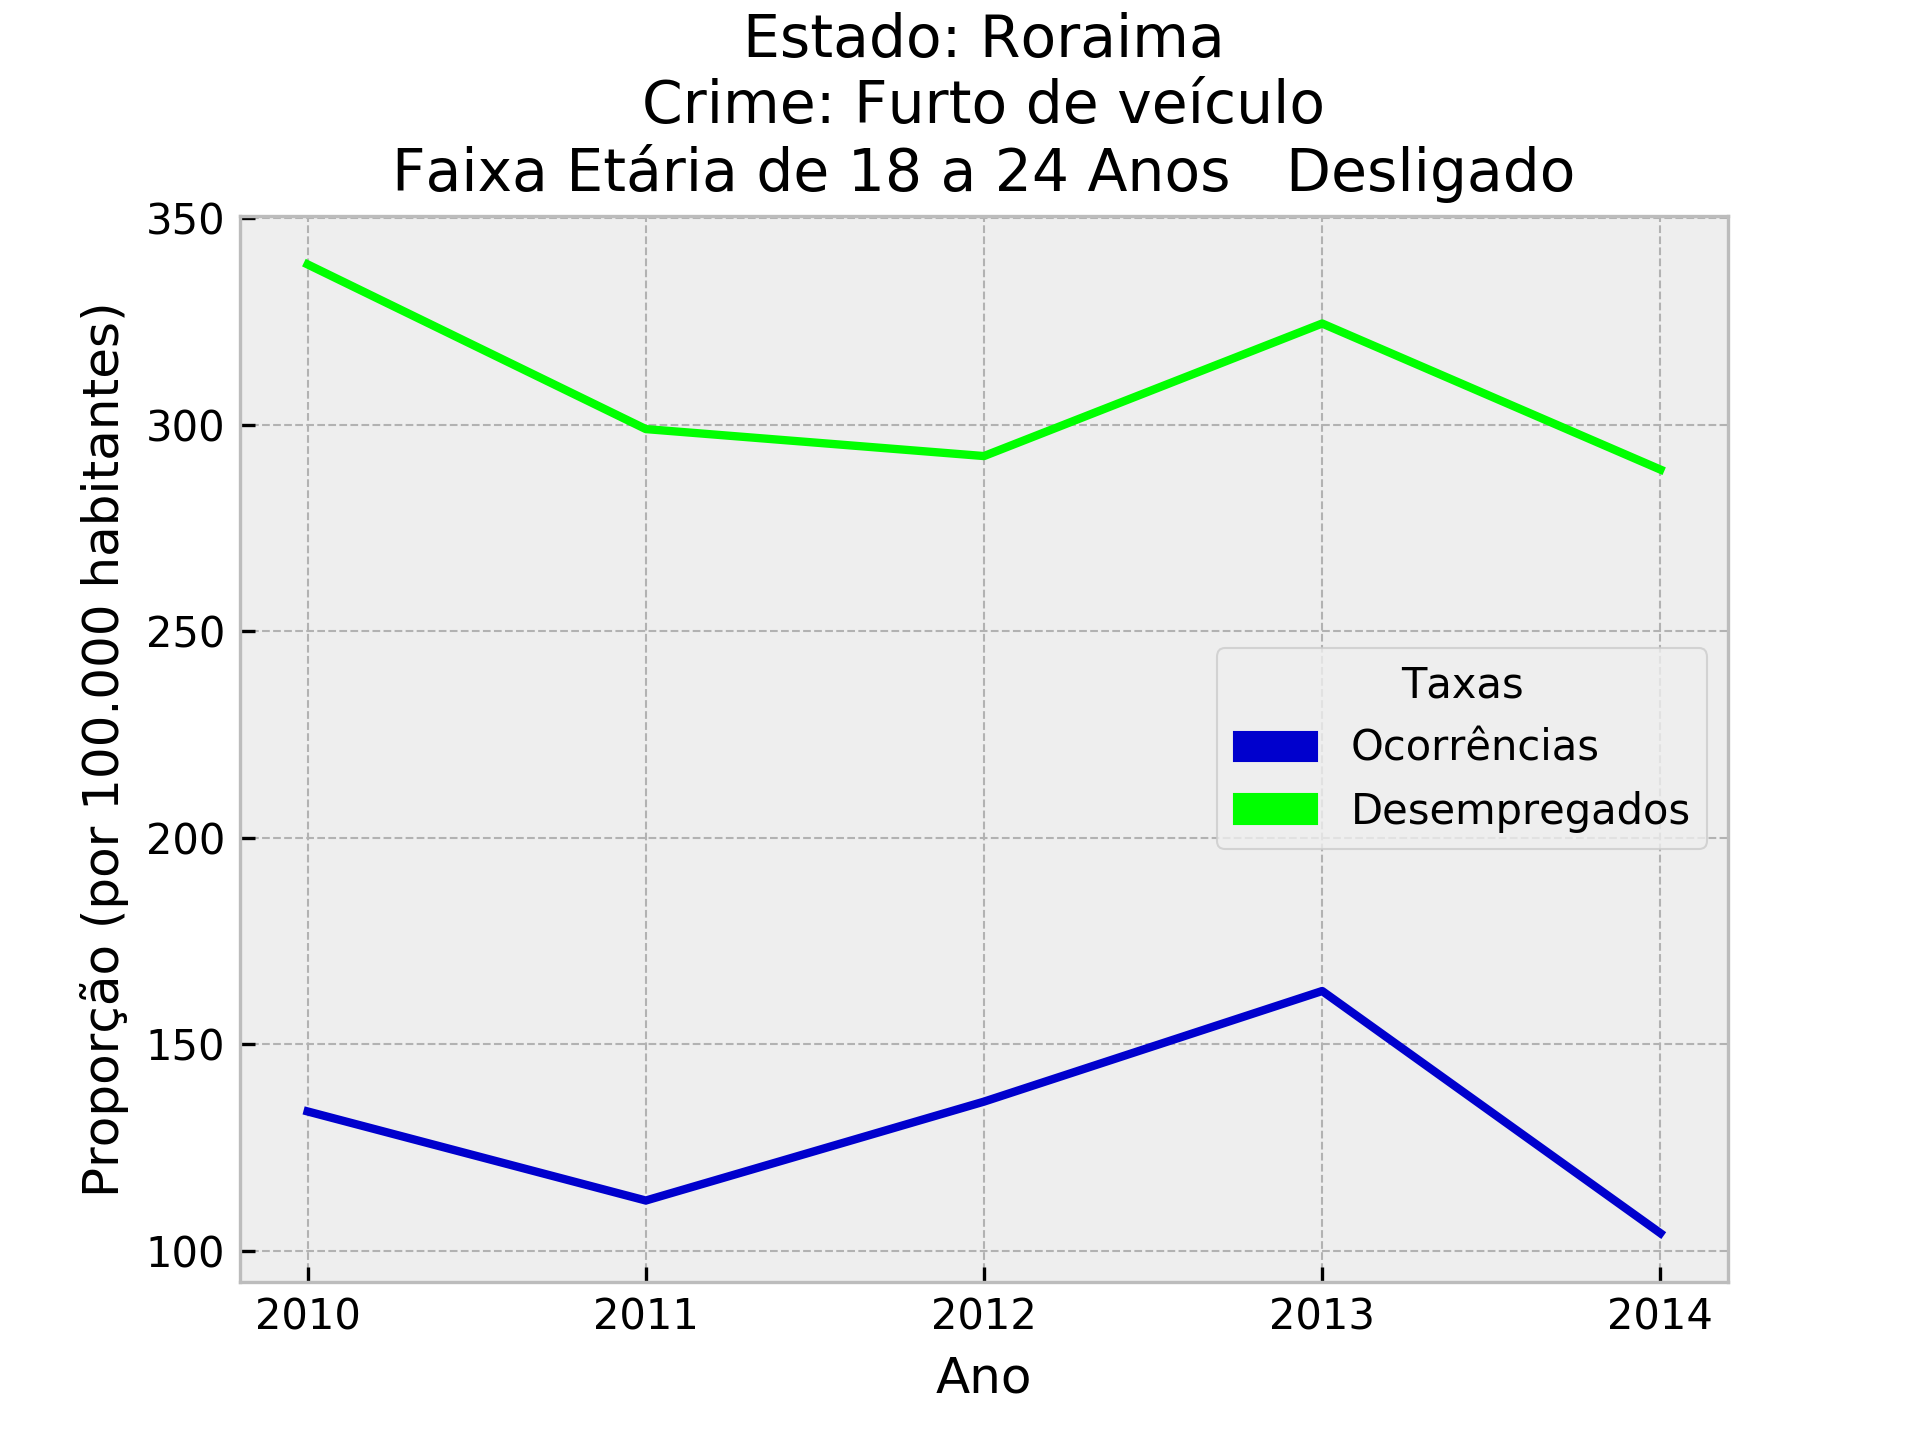 Estado: Roraima
Crime: Furto de veículo
Faixa Etária de 18 a 24 Anos   Desligado
Proporção (por 100.000 habitantes)
350
300
250
200
150
100
Taxas
Ocorrências
Desempregados
2010 2011 2012 2013 2014
Ano